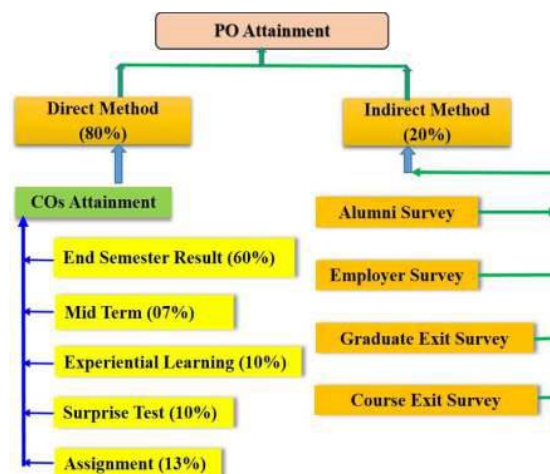 PO Attainment
Direct Method
(80%)
Indirect Method
(20%)
COs Attainment
End Semester Result (60%)
Mid Term (07%)
Experiential Learning (10%)
Surprise Test (10%)
Assignment (13%)
Alumni Survey
Employer Survey
Graduate Exit Survey
Course Exit Survey